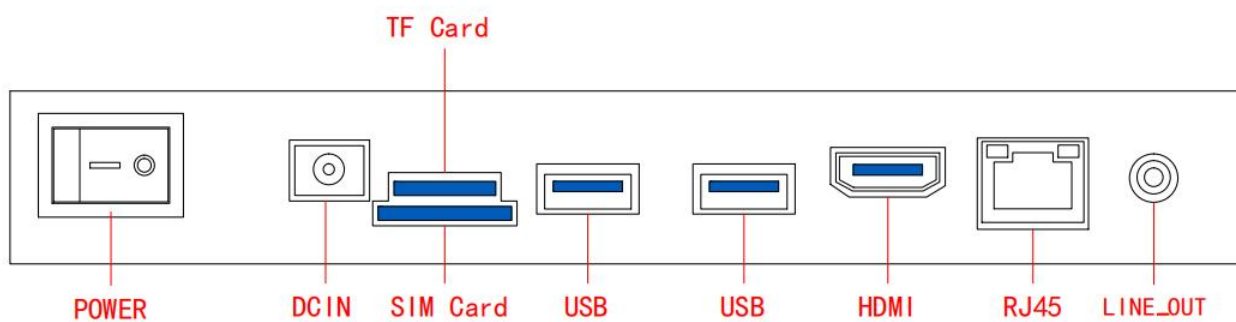 TF Card
POWER
DCIN
SIM Card
USB
USB
HDMI
RJ45
LINE_OUT